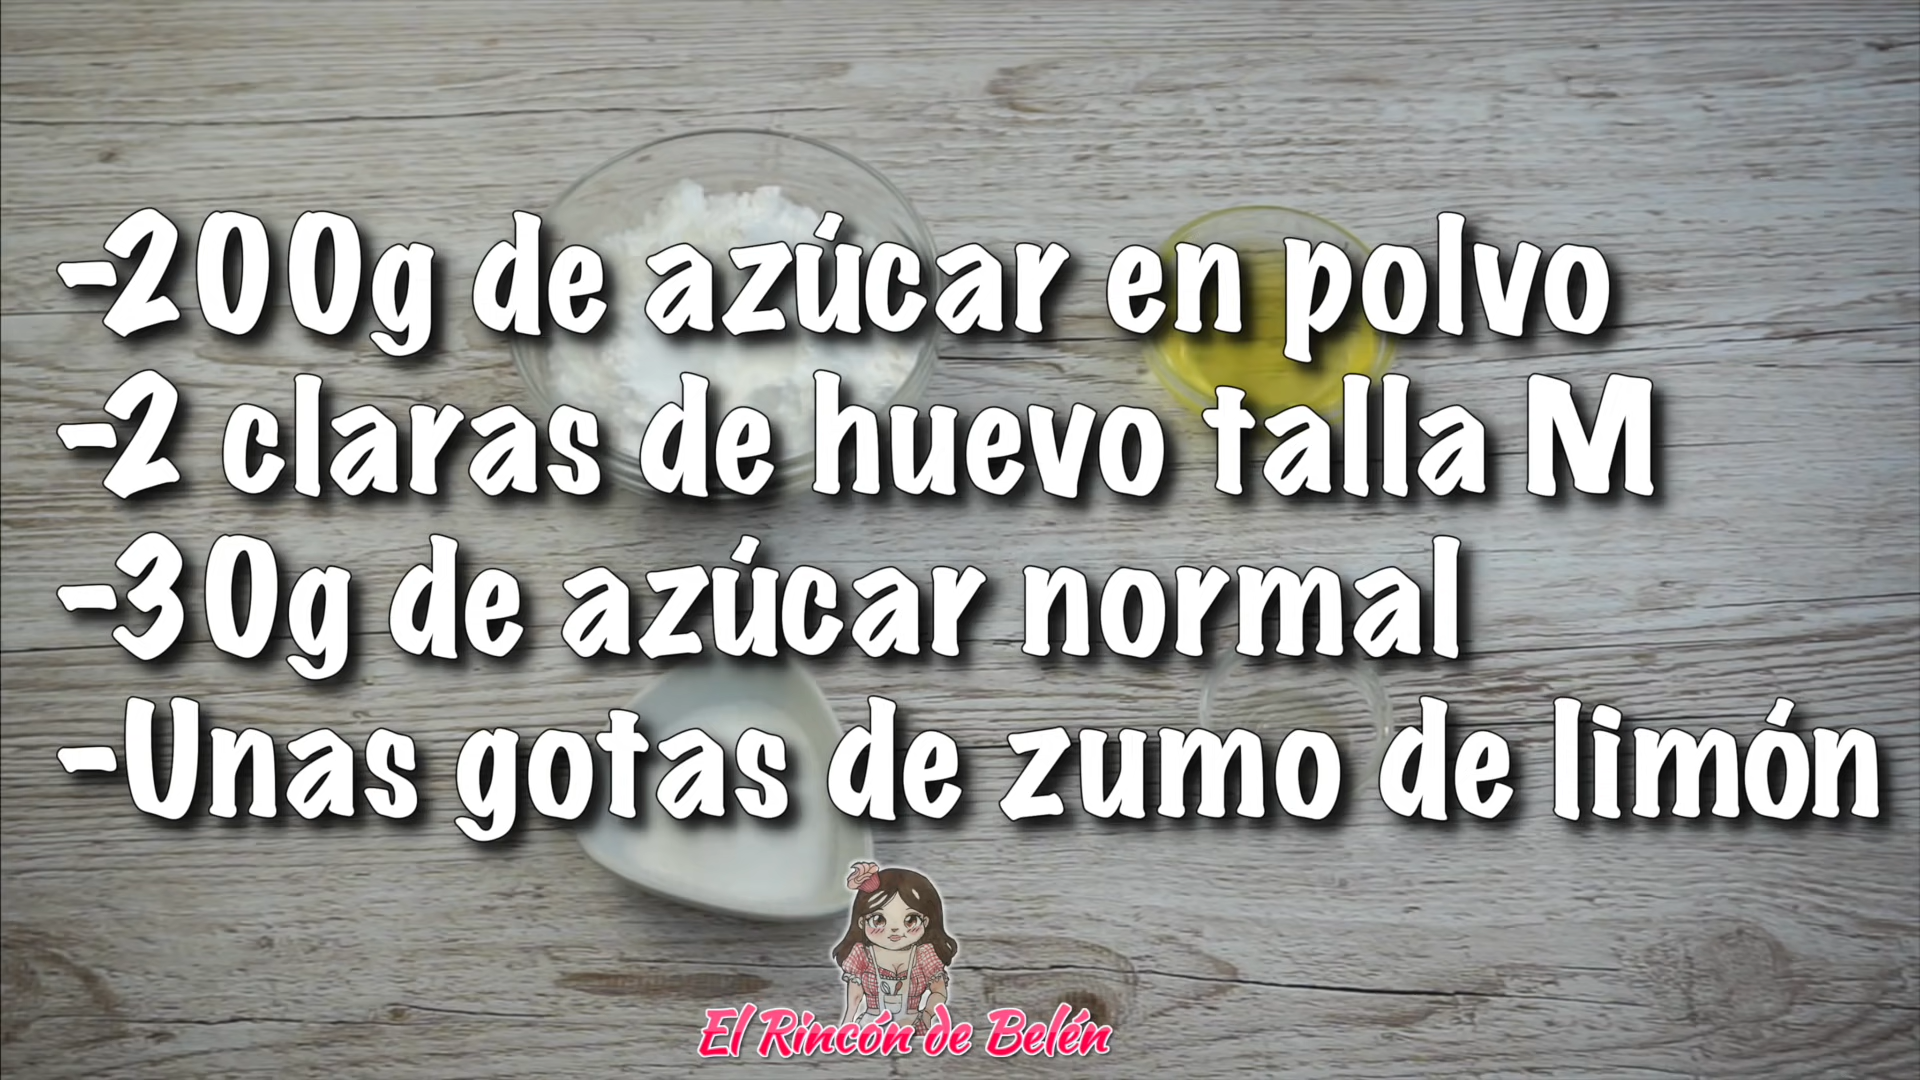 -200g de azúcar en polvo
-2 claras de huevo talla M
-30g de azúcar normal
-Unas gotas de zumo de limón
El Rincón de Belén